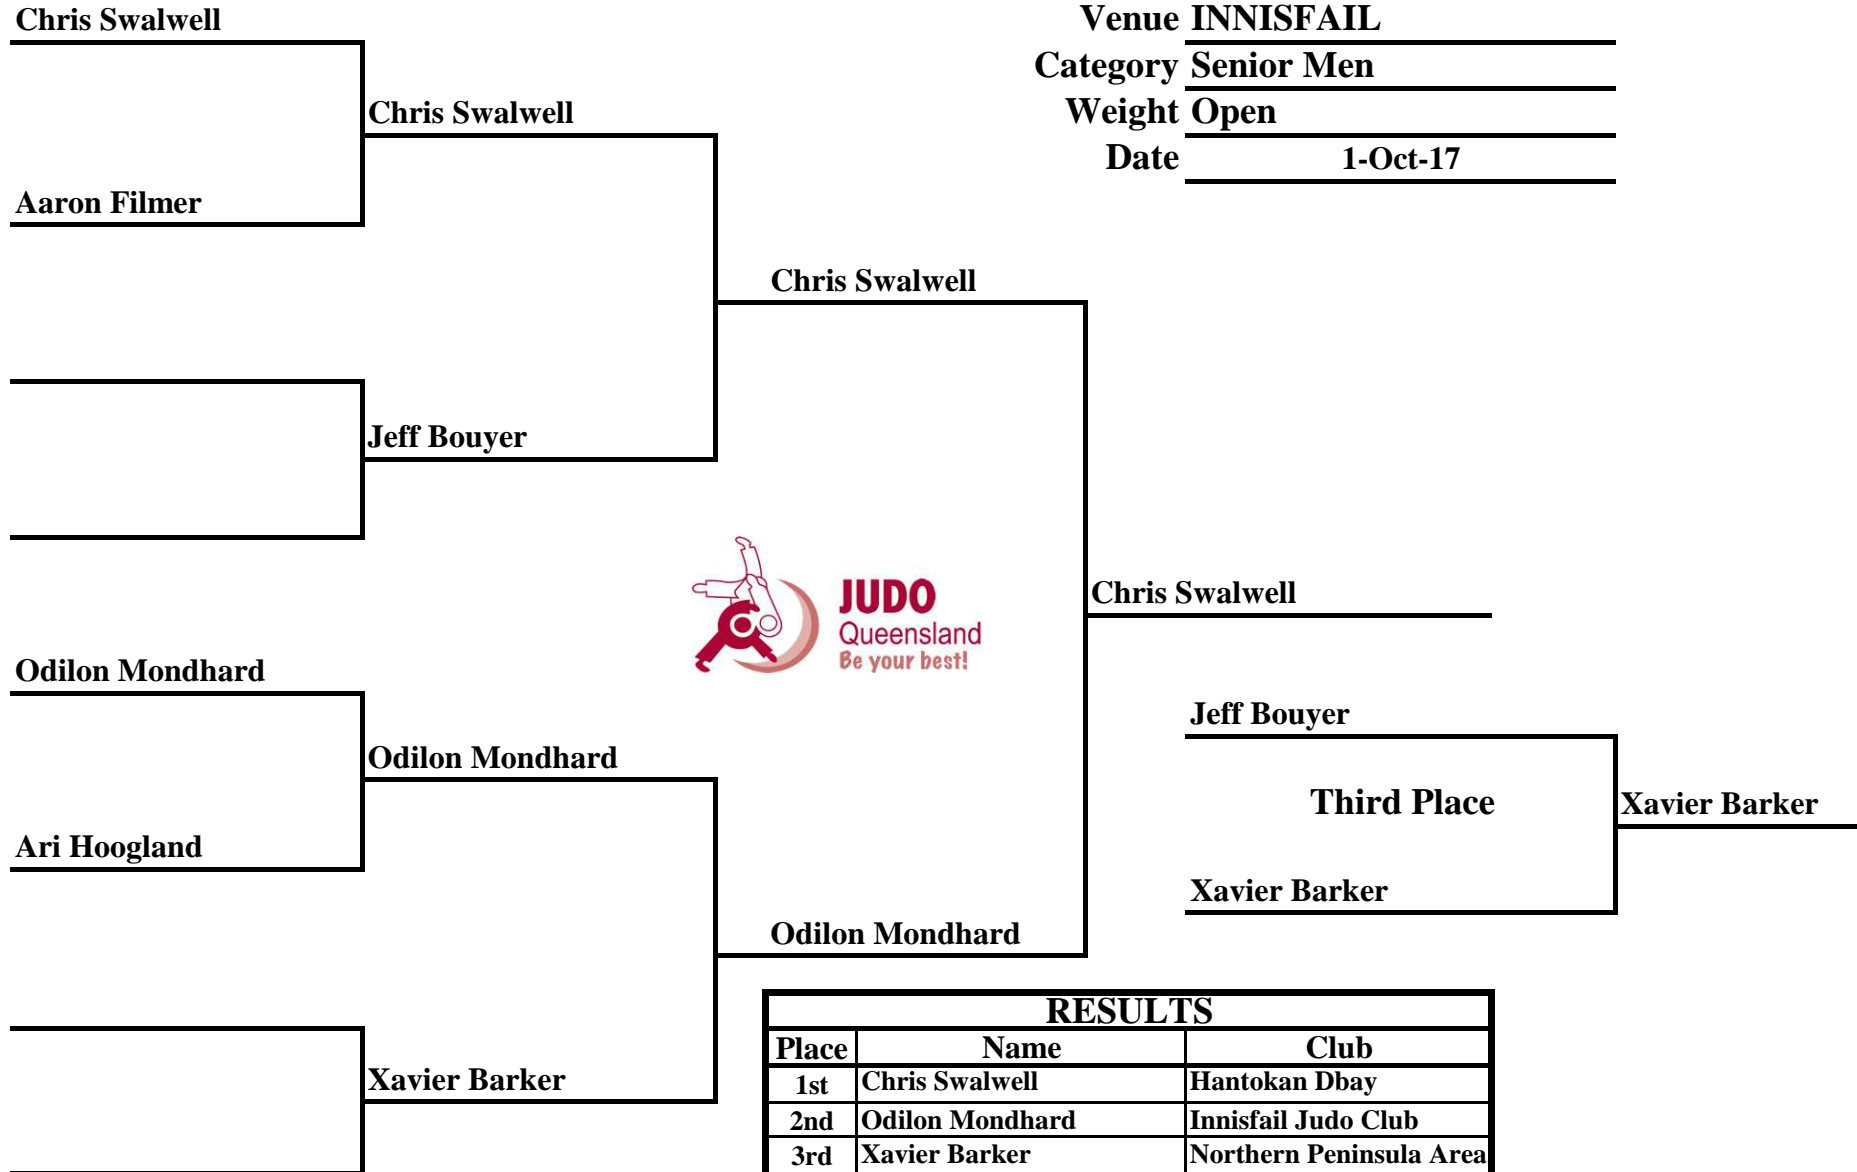 Chris Swalwell
Venue INNISFAIL
Category Senior Men
Chris Swalwell
Weight Open
Date 1-Oct-17
Aaron Filmer
Chris Swalwell
Jeff Bouyer
JUDO
Queensland
Be your best!
Chris Swalwell
Odilon Mondhard
Jeff Bouyer
Odilon Mondhard
Third Place
Xavier Barker
Ari Hoogland
Xavier Barker
Odilon Mondhard
RESULTS
Place Name Club
Xavier Barker
1st Chris Swalwell Hantokan Dbay
2nd Odilon Mondhard Innisfail Judo Club
3rd Xavier Barker Northern Peninsula Area